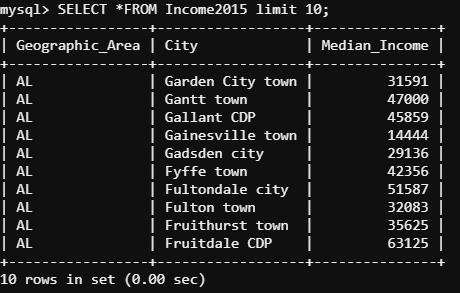 mysql> SELECT *FROM Income2015 limit 10;
+-----------------+-------------------+---------------+
| Geographic_Area | City              | Median_Income |
+-----------------+-------------------+---------------+
| AL              | Garden City town  |         31591 |
| AL              | Gantt town        |         47000 |
| AL              | Gallant CDP       |         45859 |
| AL              | Gainesville town  |         14444 |
| AL              | Gadsden city      |         29136 |
| AL              | Fyffe town        |         42356 |
| AL              | Fultondale city   |         51587 |
| AL              | Fulton town       |         32083 |
| AL              | Fruithurst town   |         35625 |
| AL              | Fruitdale CDP     |         63125 |
+-----------------+-------------------+---------------+
10 rows in set (0.00 sec)